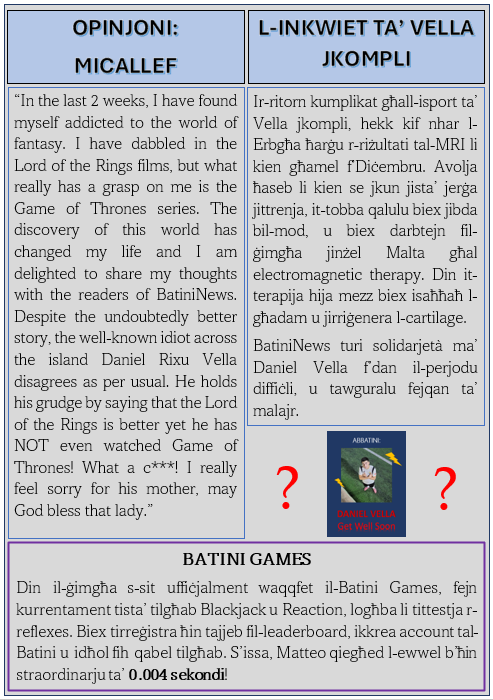 OPINJONI:
MICALLEF
“In the last 2 weeks, I have found
myself addicted to the world of
fantasy. I have dabbled in the
Lord of the Rings films, but what
really has a grasp on me is the
Game of Thrones series. The
discovery of this world has
changed my life and I am
delighted to share my thoughts
with the readers of BatiniNews.
Despite the undoubtedly better
story, the well-known idiot across
the island Daniel Rixu Vella
disagrees as per usual. He holds
his grudge by saying that the Lord
of the Rings is better yet he has
NOT even watched Game of
Thrones! What a c***! I really
feel sorry for his mother, may
God bless that lady.”
L-INKWIET TA’ VELLA
JKOMPLI
Ir-ritorn kumplikat għall-isport ta’
Vella jkompli, hekk kif nhar l-
Erbgħa ħarġu r-riżultati tal-MRI li
kien għamel f’Diċembru. Avolja
ħaseb li kien se jkun jista’ jerġa
jittrenja, it-tobba qalulu biex jibda
bil-mod, u biex darbtejn fil-
ġimgħa jinżel Malta għal
electromagnetic therapy. Din it-
terapija hija mezz biex isaħħaħ l-
għadam u jirriġenera l-cartilage.
BatiniNews turi solidarjetà ma’
Daniel Vella f’dan il-perjodu
diffiċli, u tawguralu fejqan ta’
malajr.
?
ABBATINI:
DANIEL VELLA
Get Well Soon
?
BATINI GAMES
Din il-ġimgħa s-sit uffiċjalment waqqfet il-Batini Games, fejn
kurrentament tista’ tilgħab Blackjack u Reaction, logħba li tittestja r-
reflexes. Biex tirreġistra ħin tajjeb fil-leaderboard, ikkrea account tal-
Batini u idħol fih qabel tilgħab. S’issa, Matteo qiegħed l-ewwel b’ħin
straordinarju ta’ 0.004 sekondi!